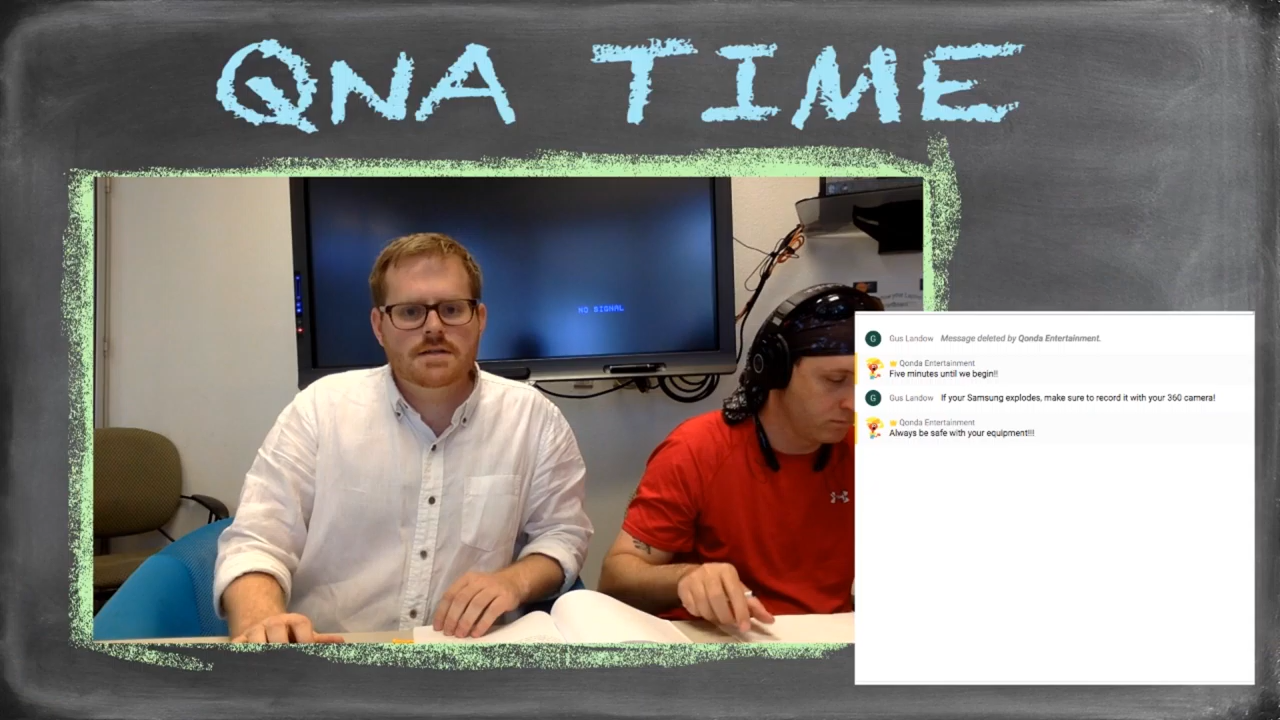 QNA TIME
NO SIGNAL
G Gus Landow Message deleted by Qonda Entertainment.
Qonda Entertainment
Five minutes until we begin!!
G Gus Landow If your Samsung explodes, make sure to record it with your 360 camera!
Qonda Entertainment
Always be safe with your equipment!!!